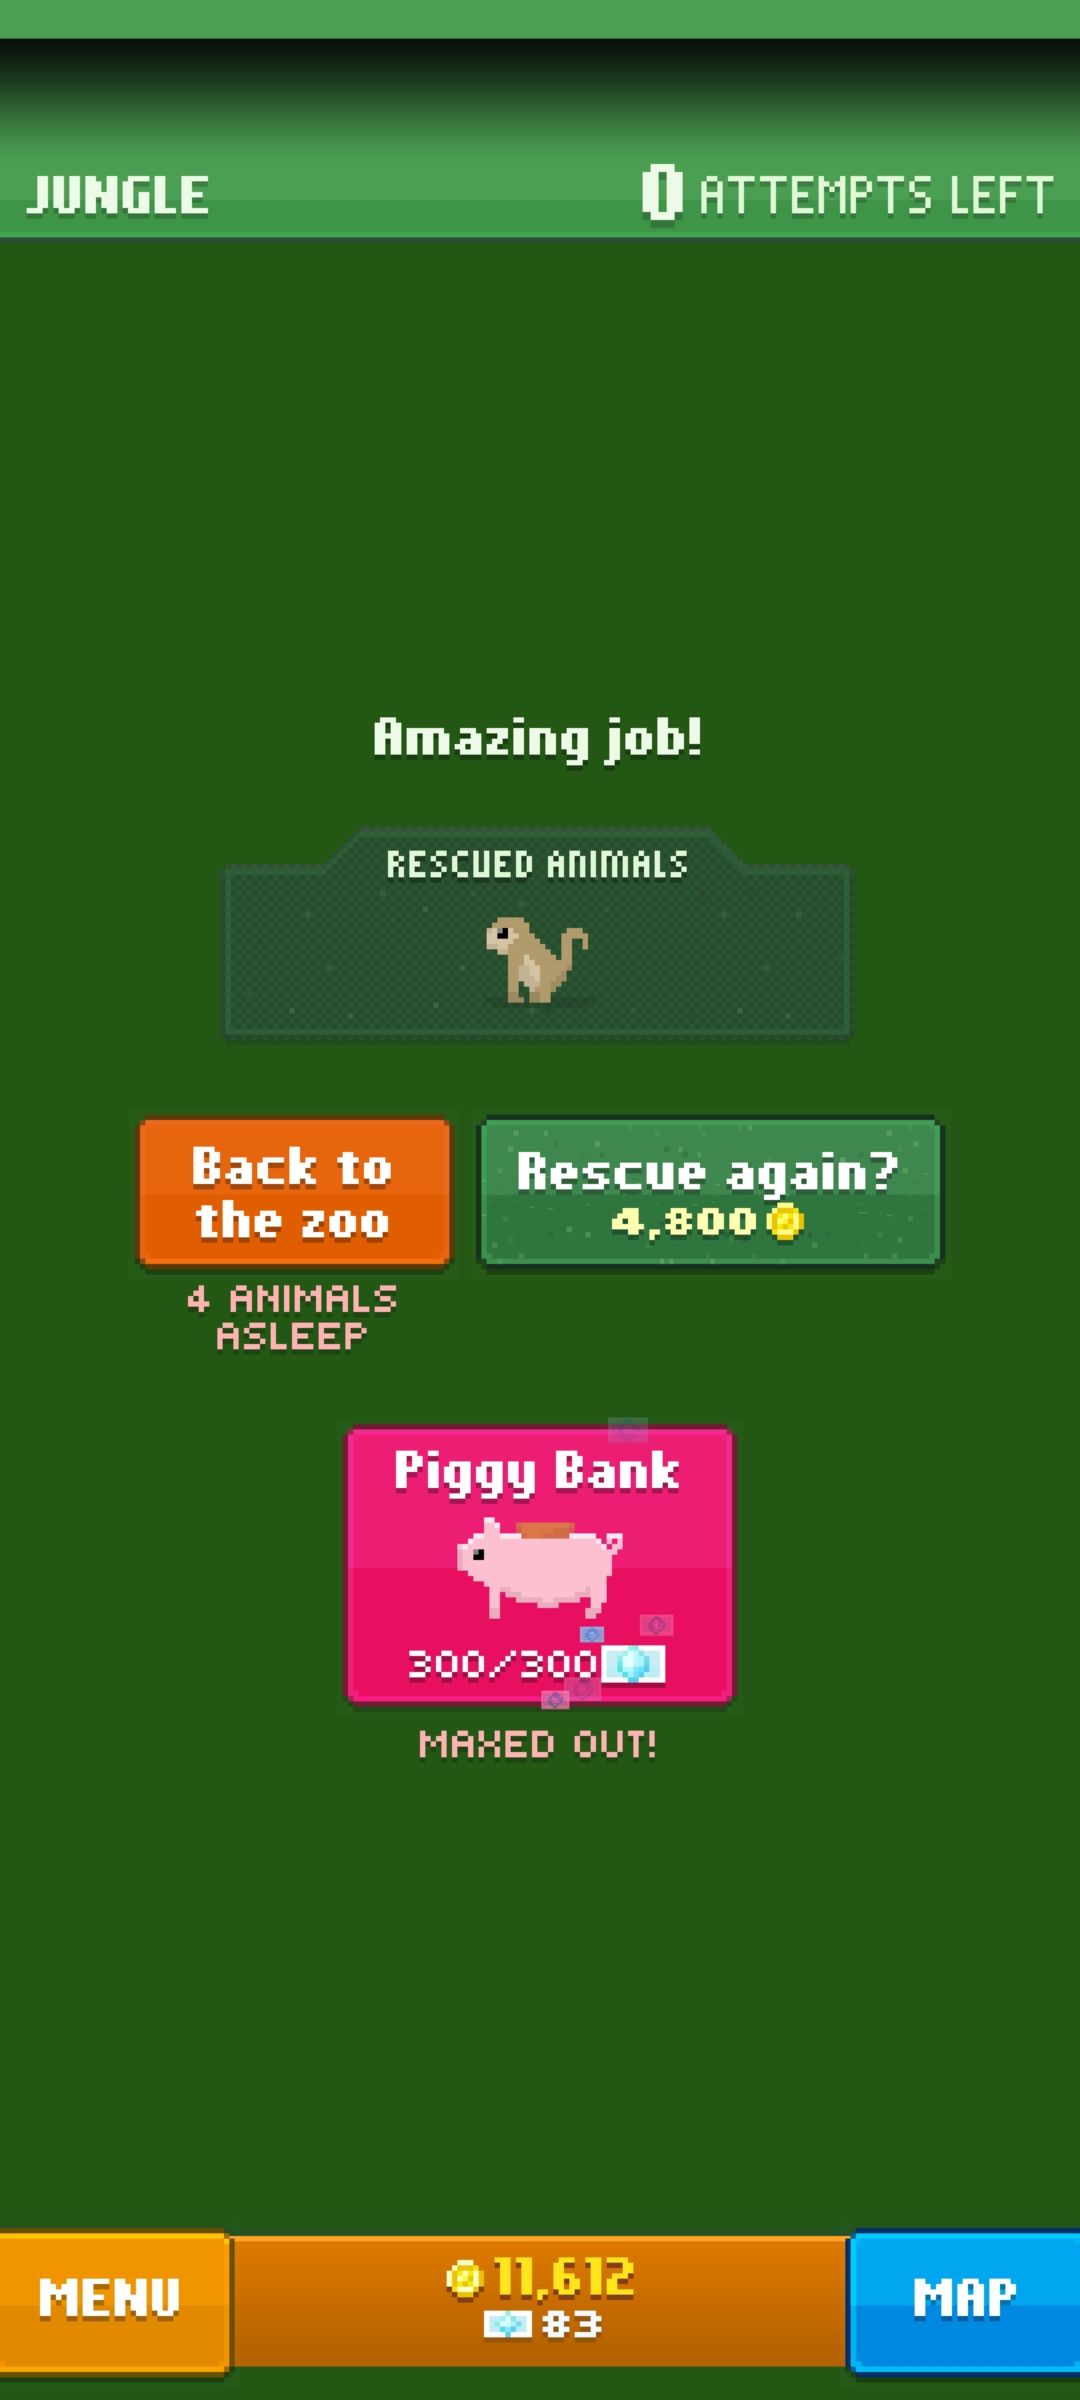 JUNGLE
0 ATTEMPTS LEFT
Amazing job!
RESCUED ANIMALS
Back to
the zoo
Rescue again?
4,800
4 ANIMALS
ASLEEP
Piggy Bank
300/300
MAXED OUT!
MENU
11,612
83
MAP